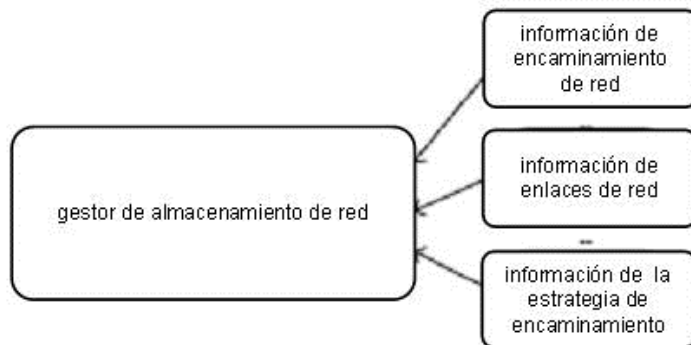 información de
encaminamiento
de red
gestor de almacenamiento de red
información de
enlaces de red
información de la
estrategia de
encaminamiento